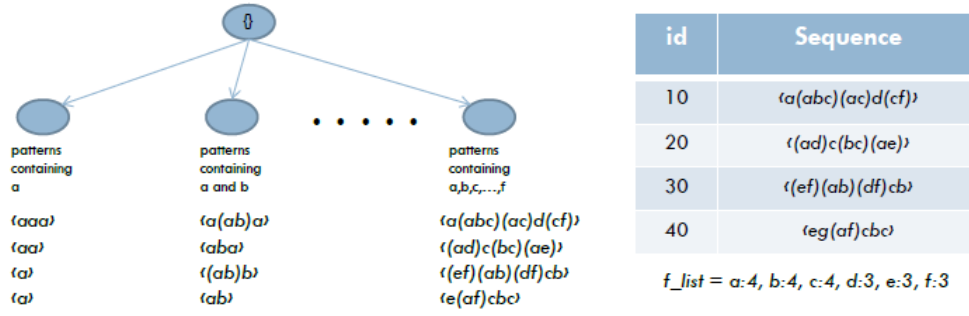 {}
patterns
containing
a
patterns
containing
a and b
. . . . .
patterns
containing
a,b,c,...,f
‹aaa›
‹aa›
‹a›
‹a›
‹a(ab)a›
‹aba›
‹(ab)b›
‹ab›
‹a(abc)(ac)d(cf)›
‹(ad)c(bc)(ae)›
‹(ef)(ab)(df)cb›
‹e(af)cbc›
id Sequence
10 ‹a(abc)(ac)d(cf)›
20 ‹(ad)c(bc)(ae)›
30 ‹(ef)(ab)(df)cb›
40 ‹eg(af)cbc›
f_list = a:4, b:4, c:4, d:3, e:3, f:3